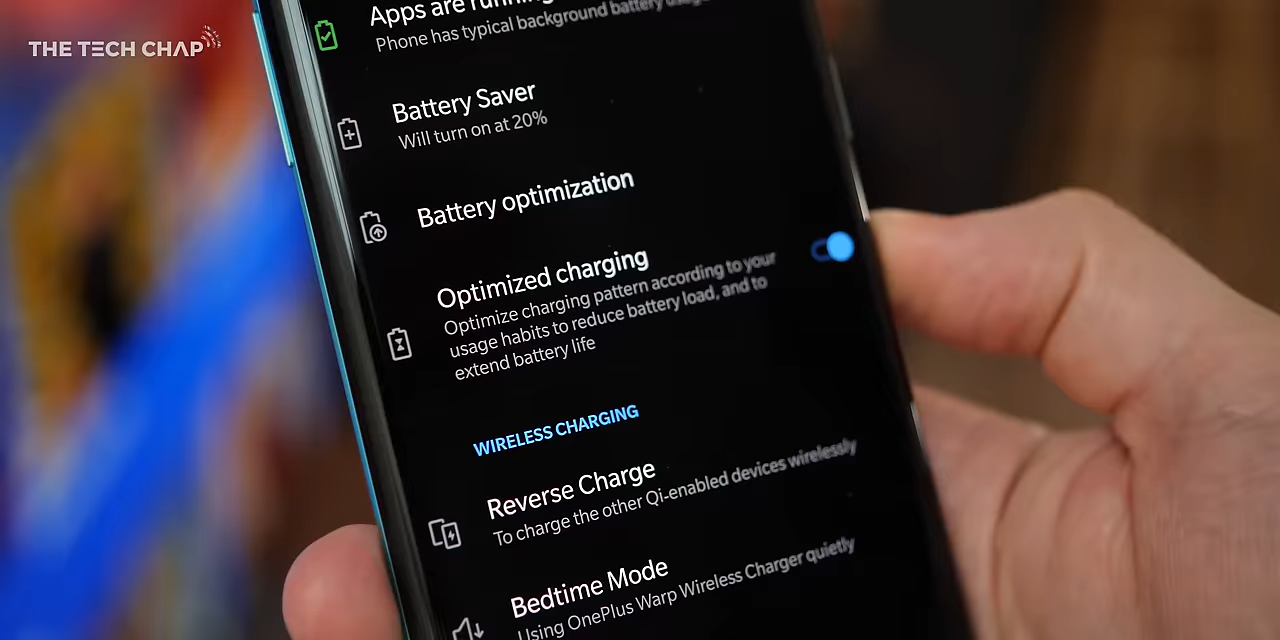 THE TECH CHAP
Apps are running
Phone has typical background battery usage
Battery Saver
Will turn on at 20%
Battery optimization
Optimized charging
Optimize charging pattern according to your
usage habits to reduce battery load, and to
extend battery life
WIRELESS CHARGING
Reverse Charge
To charge the other Qi-enabled devices wirelessly
Bedtime Mode
Using OnePlus Warp Wireless Charger quietly